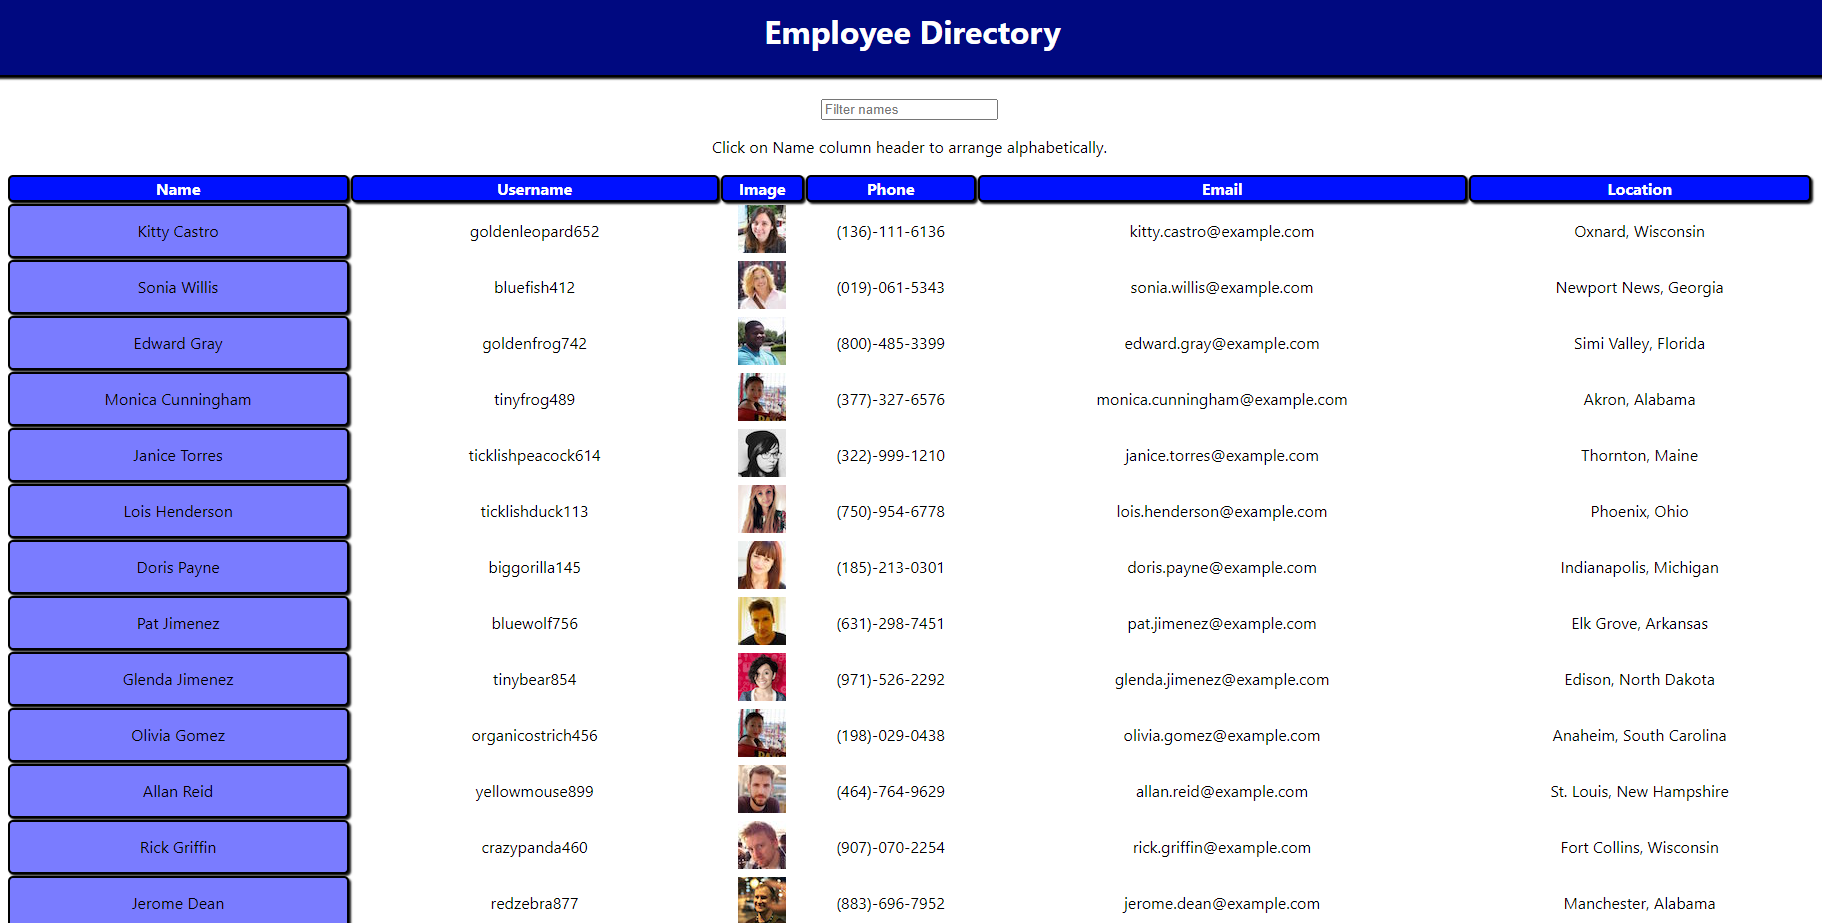 Employee Directory
Filter names
Click on Name column header to arrange alphabetically.
Name Username Image Phone Email Location
Kitty Castro goldenleopard652 (136)-111-6136 kitty.castro@example.com Oxnard, Wisconsin
Sonia Willis bluefish412 (019)-061-5343 sonia.willis@example.com Newport News, Georgia
Edward Gray goldenfrog742 (800)-485-3399 edward.gray@example.com Simi Valley, Florida
Monica Cunningham tinyfrog489 (377)-327-6576 monica.cunningham@example.com Akron, Alabama
Janice Torres ticklishpeacock614 (322)-999-1210 janice.torres@example.com Thornton, Maine
Lois Henderson ticklishduck113 (750)-954-6778 lois.henderson@example.com Phoenix, Ohio
Doris Payne biggorilla145 (185)-213-0301 doris.payne@example.com Indianapolis, Michigan
Pat Jimenez bluewolf756 (631)-298-7451 pat.jimenez@example.com Elk Grove, Arkansas
Glenda Jimenez tinybear854 (971)-526-2292 glenda.jimenez@example.com Edison, North Dakota
Olivia Gomez organicostrich456 (198)-029-0438 olivia.gomez@example.com Anaheim, South Carolina
Allan Reid yellowmouse899 (464)-764-9629 allan.reid@example.com St. Louis, New Hampshire
Rick Griffin crazypanda460 (907)-070-2254 rick.griffin@example.com Fort Collins, Wisconsin
Jerome Dean redzebra877 (883)-696-7952 jerome.dean@example.com Manchester, Alabama